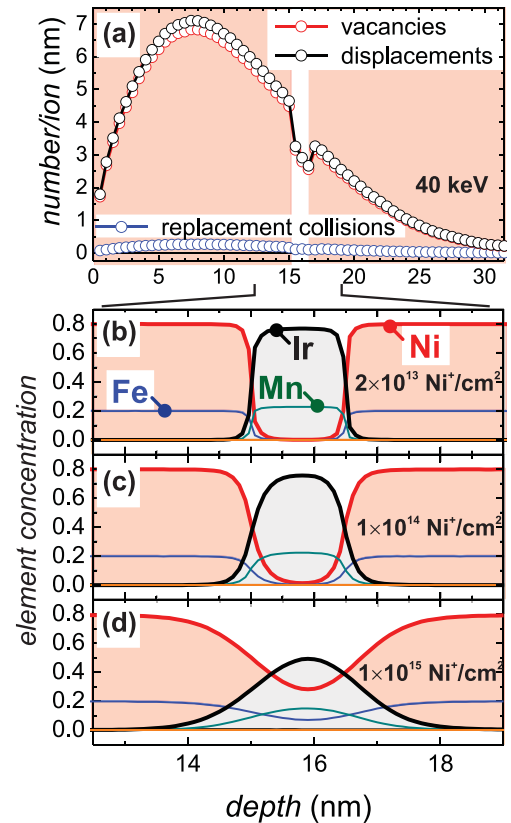 (a)
vacancies
displacements
number/ion (nm)
7
6
5
4
3
2
1
0
40 keV
replacement collisions
0 5 10 15 20 25 30
(b)
0.8
0.6
0.4
0.2
0.0
Ir
Ni
Fe
Mn
2×10¹³ Ni⁺/cm²
element concentration
(c)
0.8
0.6
0.4
0.2
0.0
1×10¹⁴ Ni⁺/cm²
(d)
0.8
0.6
0.4
0.2
0.0
1×10¹⁵ Ni⁺/cm²
14 16 18
depth (nm)